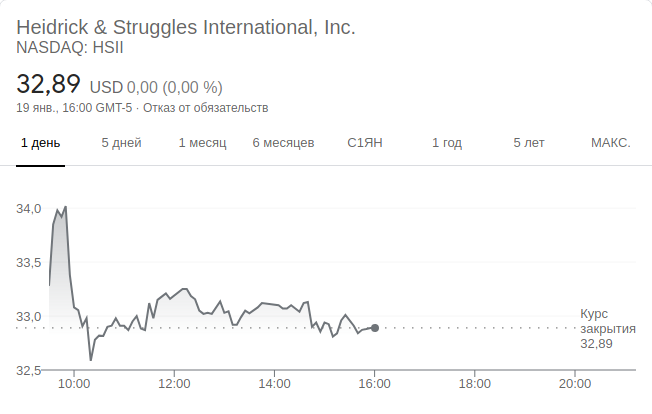 Heidrick & Struggles International, Inc.
NASDAQ: HSII
32,89 USD 0,00 (0,00 %)
19 янв., 16:00 GMT-5 · Отказ от обязательств
1 день 5 дней 1 месяц 6 месяцев С1ЯН 1 год 5 лет МАКС.
34,0
33,5
33,0
32,5
Курс
закрытия
32,89
10:00 12:00 14:00 16:00 18:00 20:00